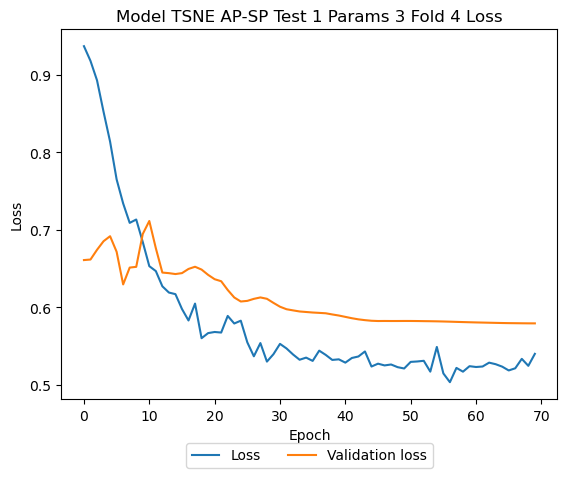 Model TSNE AP-SP Test 1 Params 3 Fold 4 Loss
0.9
0.8
0.7
0.6
0.5
Loss
0 10 20 30 40 50 60 70
Epoch
Loss Validation loss